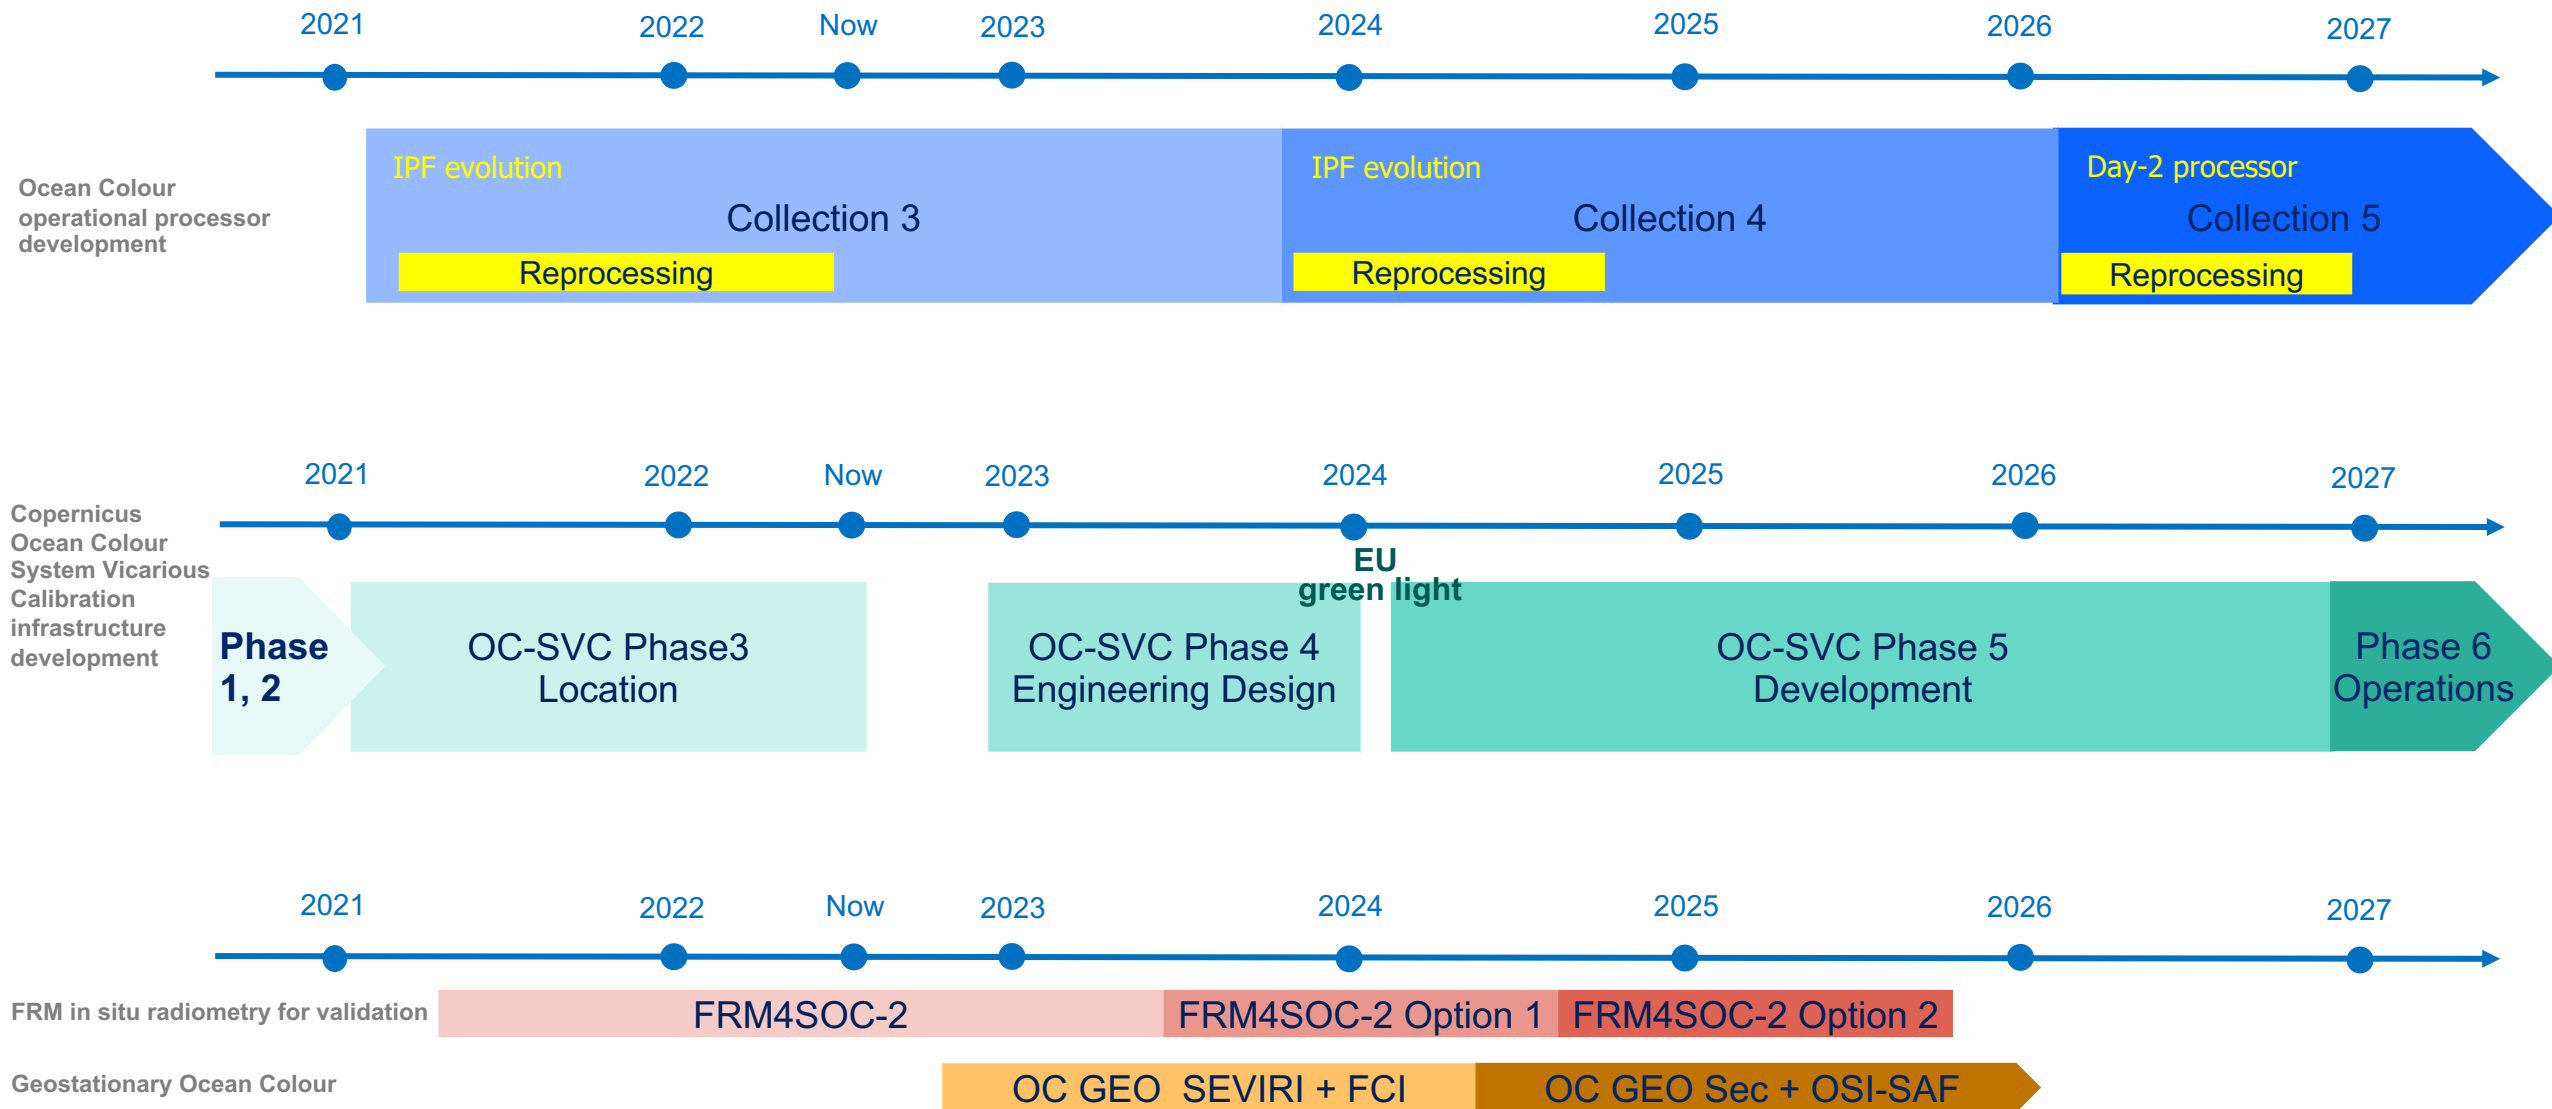 2021 2022 Now 2023 2024 2025 2026 2027
Ocean Colour
operational processor
development
IPF evolution
Collection 3
Reprocessing
IPF evolution
Collection 4
Reprocessing
Day-2 processor
Collection 5
Reprocessing
2021 2022 Now 2023 2024 2025 2026 2027
Copernicus
Ocean Colour
System Vicarious
Calibration
infrastructure
development
Phase
1, 2
OC-SVC Phase3
Location
OC-SVC Phase 4
Engineering Design
EU
green light
OC-SVC Phase 5
Development
Phase 6
Operations
2021 2022 Now 2023 2024 2025 2026 2027
FRM in situ radiometry for validation
FRM4SOC-2
FRM4SOC-2 Option 1
FRM4SOC-2 Option 2
Geostationary Ocean Colour
OC GEO SEVIRI + FCI
OC GEO Sec + OSI-SAF